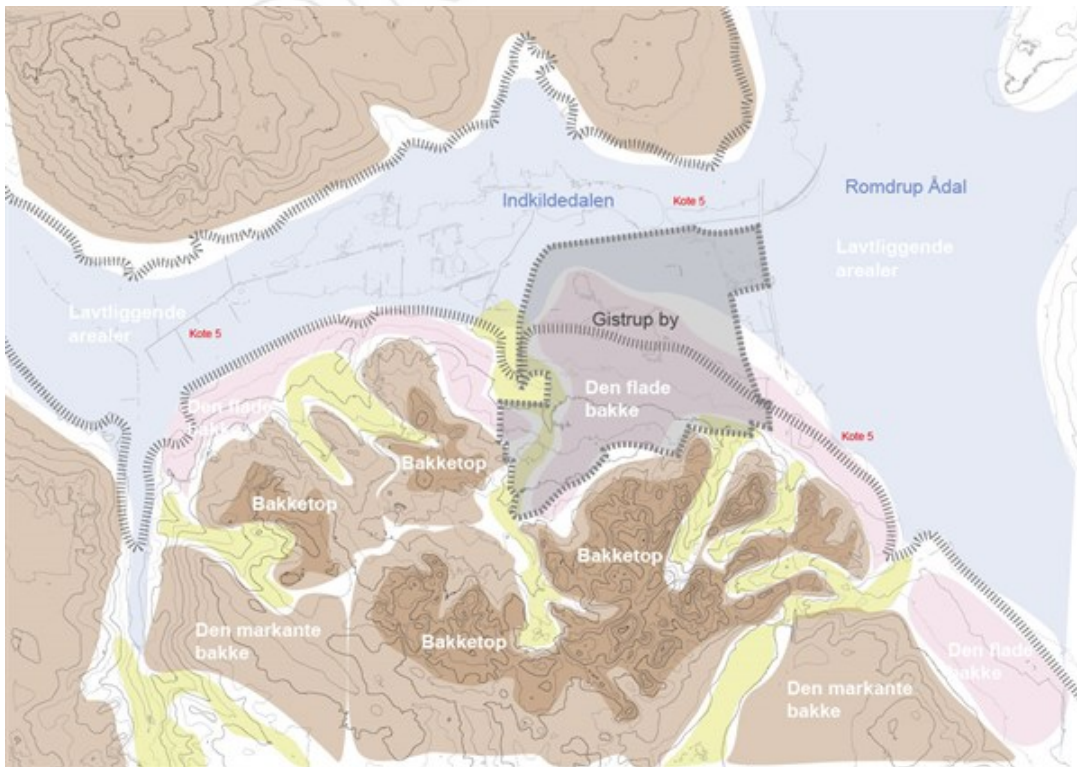 Indkildedalen
Kote 5
Romdrup Ådal
Lavtliggende
arealer
Lavtliggende
arealer
Kote 5
Gistrup by
Den flade
bakke
Den flade
bakke
Kote 5
Bakketop
Bakketop
Bakketop
Den markante
bakke
Bakketop
Den flade
bakke
Den markante
bakke